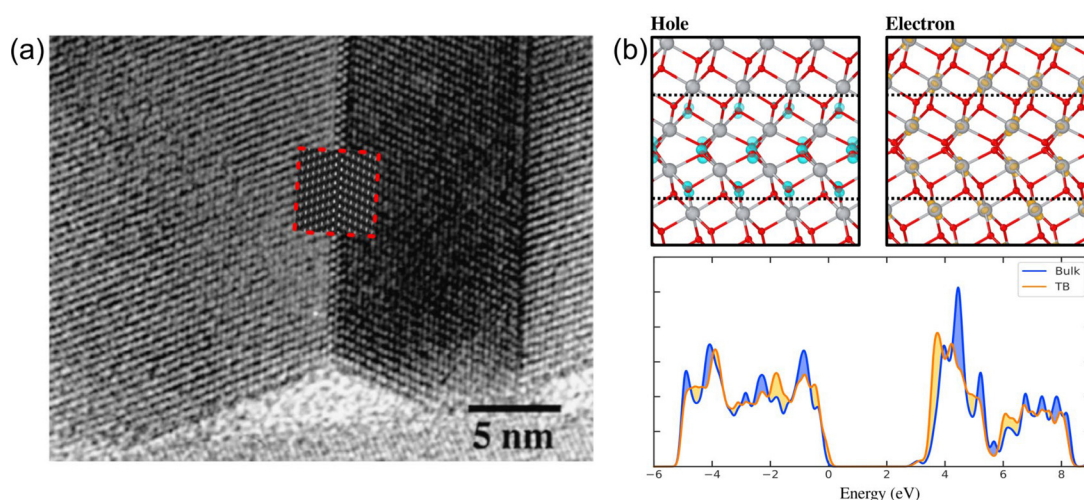 (a)
5 nm
(b)
Hole
Electron
Bulk
TB
−6
−4
−2
0
2
4
6
8
Energy (eV)